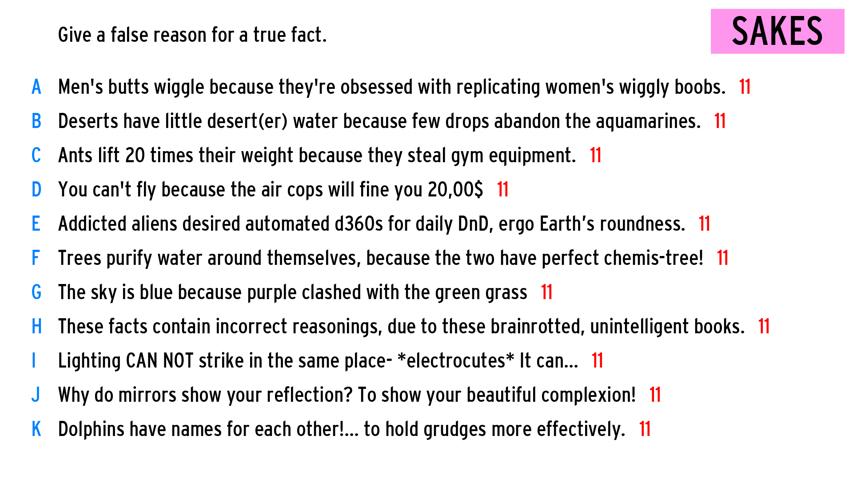 Give a false reason for a true fact.
SAKES
A Men's butts wiggle because they're obsessed with replicating women's wiggly boobs. 11
B Deserts have little desert(er) water because few drops abandon the aquamarines. 11
C Ants lift 20 times their weight because they steal gym equipment. 11
D You can't fly because the air cops will fine you 20,00$ 11
E Addicted aliens desired automated d360s for daily DnD, ergo Earth's roundness. 11
F Trees purify water around themselves, because the two have perfect chemis-tree! 11
G The sky is blue because purple clashed with the green grass 11
H These facts contain incorrect reasonings, due to these brainrotted, unintelligent books. 11
I Lighting CAN NOT strike in the same place- *electrocutes* It can... 11
J Why do mirrors show your reflection? To show your beautiful complexion! 11
K Dolphins have names for each other!... to hold grudges more effectively. 11